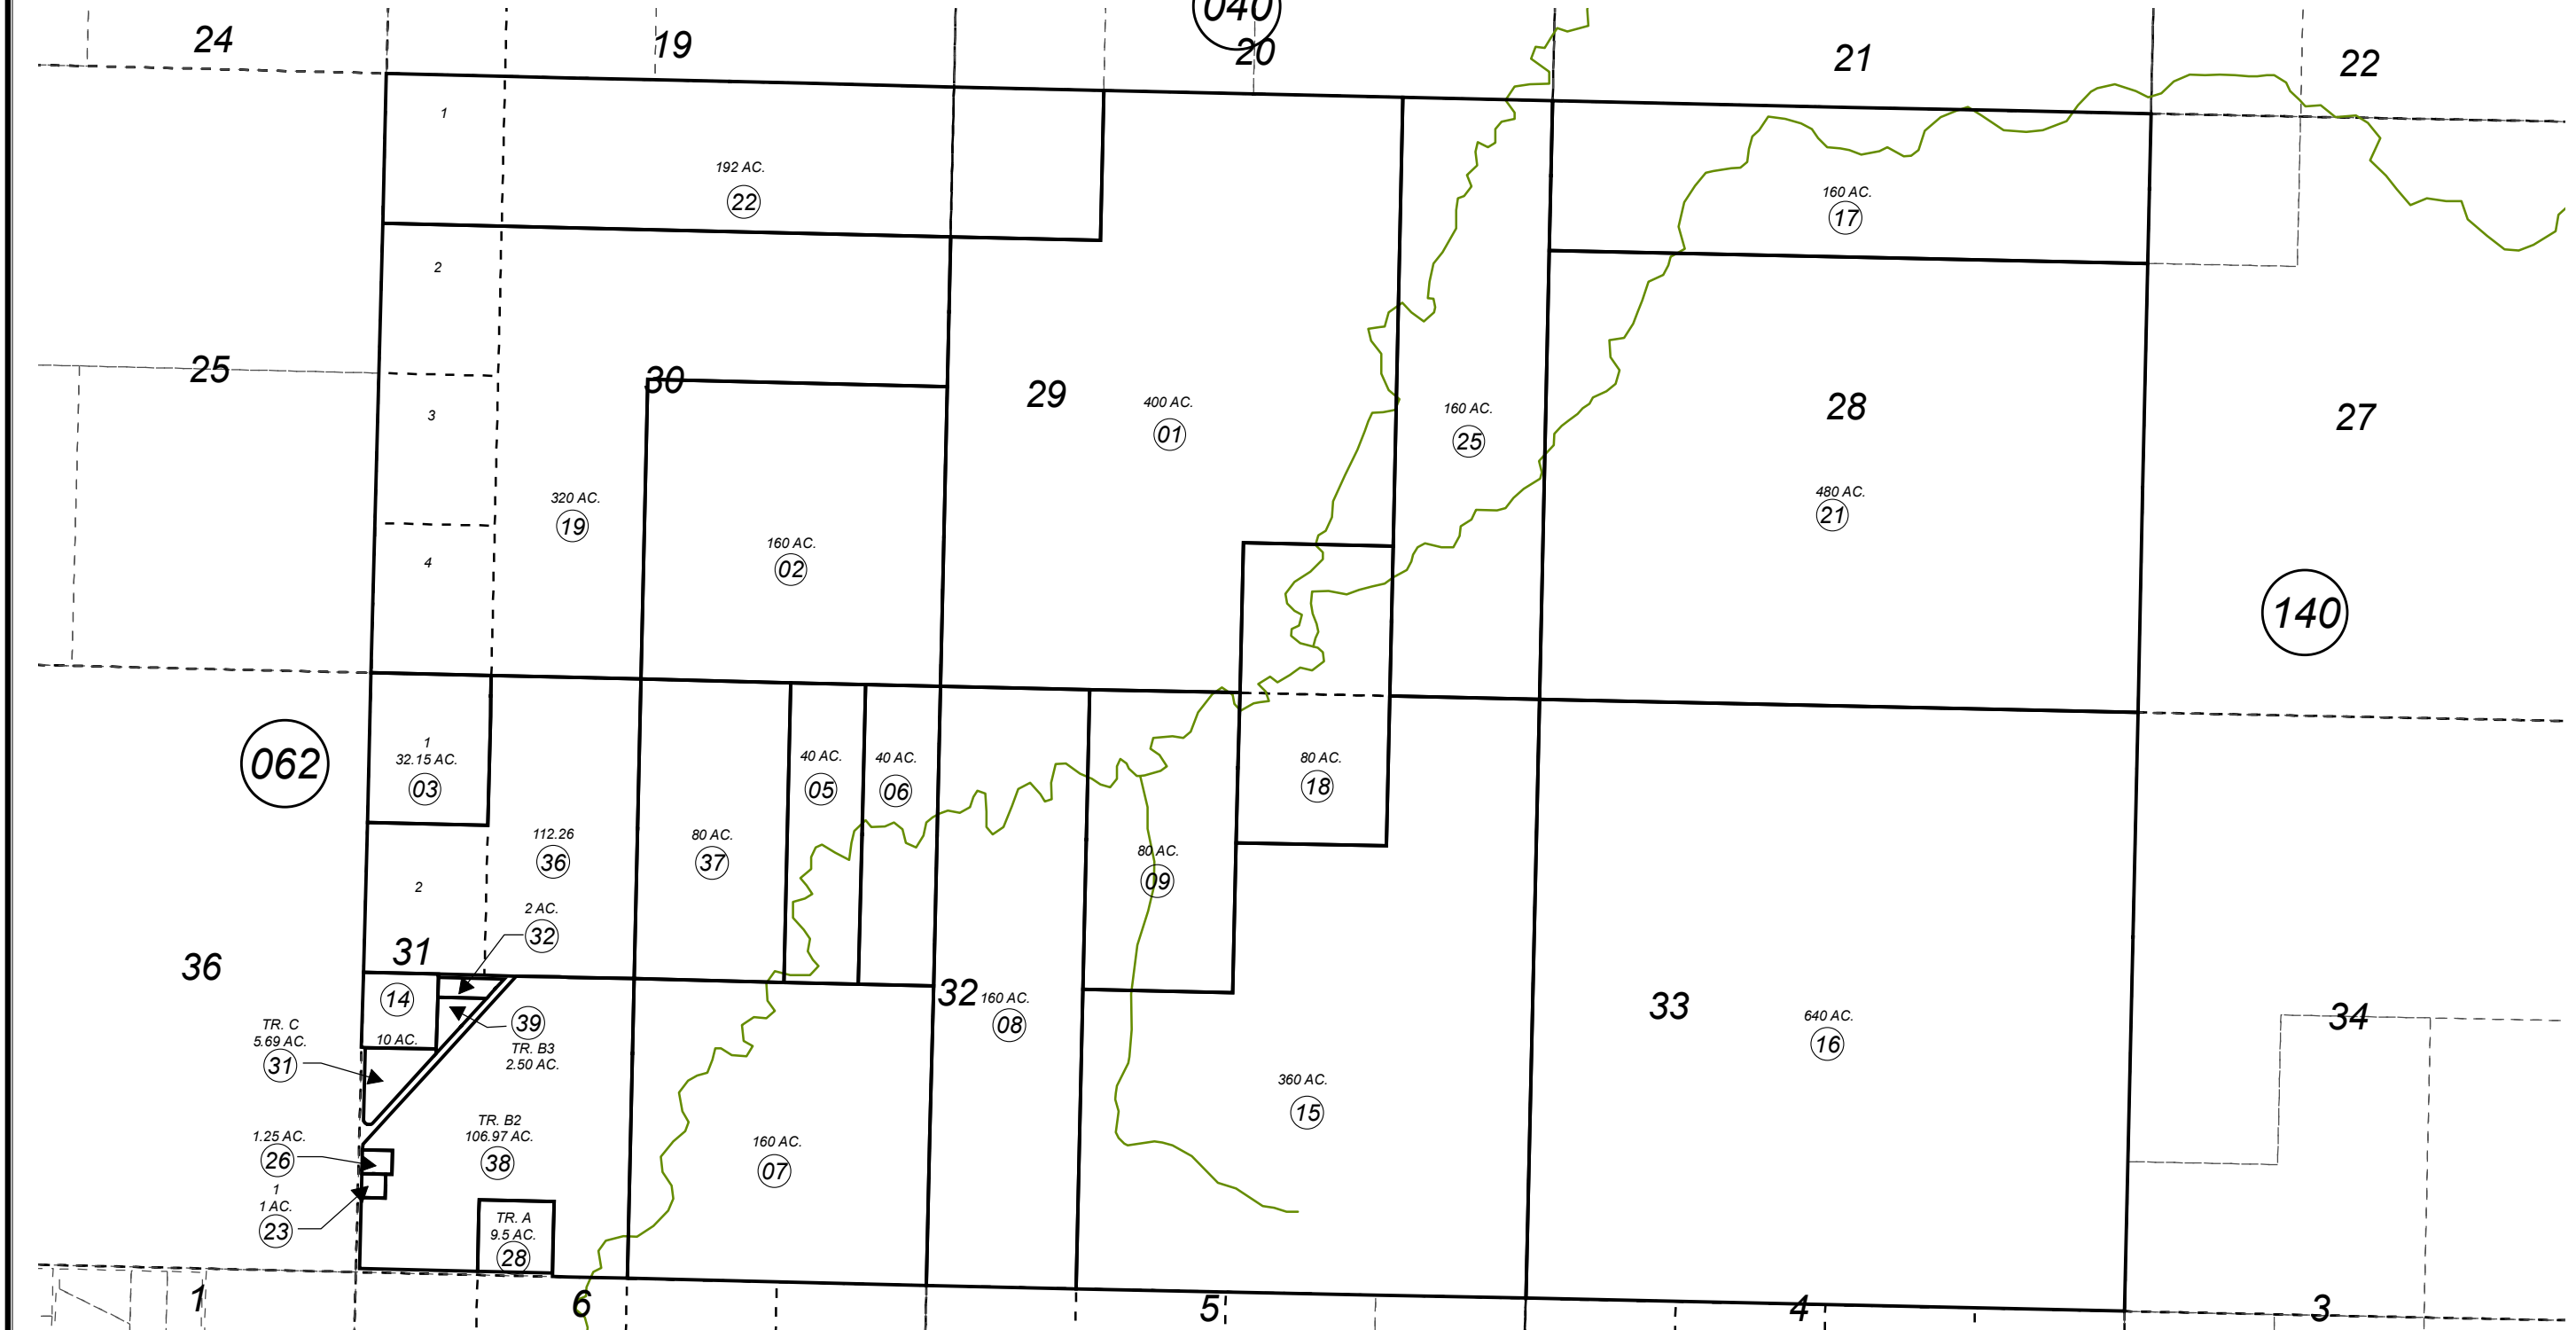 040
24
19
20
21
22
1
192 AC.
22
160 AC.
17
2
25
30
29
28
27
3
400 AC.
01
160 AC.
25
320 AC.
19
480 AC.
21
4
160 AC.
02
140
062
1
32.15 AC.
03
40 AC.
05
40 AC.
06
80 AC.
18
112.26
36
80 AC.
37
80 AC.
09
2
2 AC.
32
31
36
14
10 AC.
32
160 AC.
08
33
34
TR. C
5.69 AC.
31
39
TR. B3
2.50 AC.
640 AC.
16
360 AC.
15
TR. B2
106.97 AC.
38
1.25 AC.
26
160 AC.
07
1
1 AC.
23
TR. A
9.5 AC.
28
1
6
5
4
3